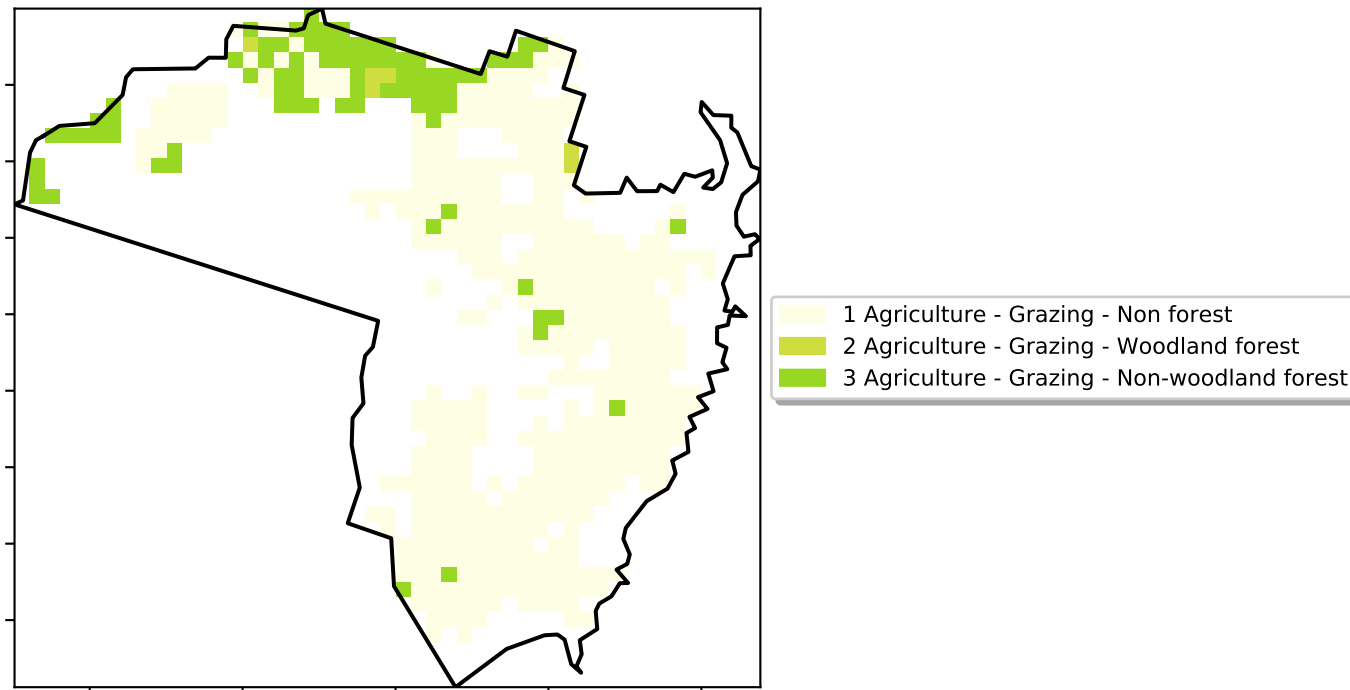 1 Agriculture - Grazing - Non forest
2 Agriculture - Grazing - Woodland forest
3 Agriculture - Grazing - Non-woodland forest